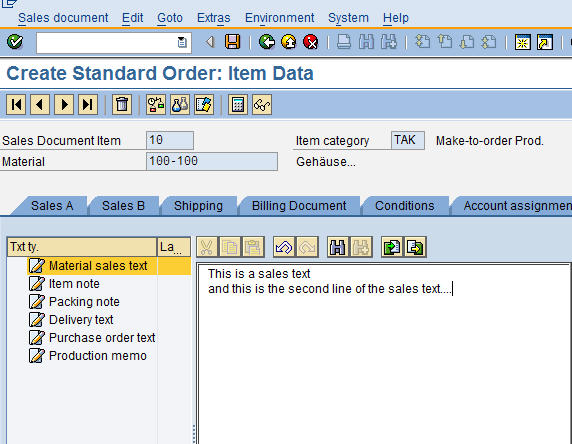 Sales document Edit Goto Extras Environment System Help
Create Standard Order: Item Data
Sales Document Item 10 Item category TAK Make-to-order Prod.
Material 100-100 Gehäuse...
Sales A Sales B Shipping Billing Document Conditions Account assignmen
Txt ty. La...
Material sales text
Item note
Packing note
Delivery text
Purchase order text
Production memo
This is a sales text
and this is the second line of the sales text....